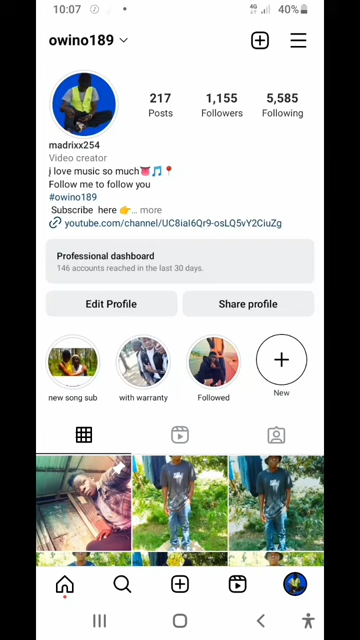 10:07 4G 40%
owino189
217 1,155 5,585
Posts Followers Following
madrixx254
Video creator
j love music so much👅🎵📍
Follow me to follow you
#owino189
Subscribe here 👉... more
youtube.com/channel/UC8iaI6Qr9-osLQ5vY2CiuZg
Professional dashboard
146 accounts reached in the last 30 days.
Edit Profile Share profile
new song sub with warranty Followed New